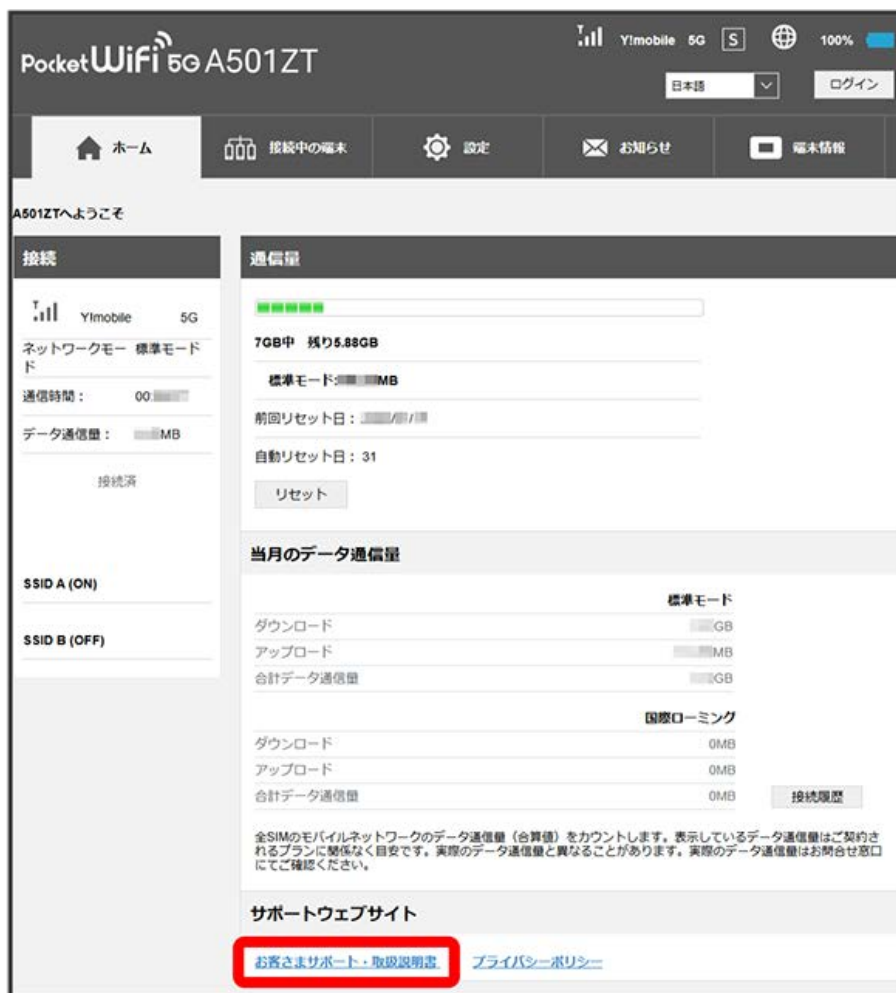 Pocket WiFi 5G A501ZT
Y!mobile 5G S 100%
日本語 ログイン
ホーム 接続中の端末 設定 お知らせ 端末情報
A501ZTへようこそ
接続
Y!mobile 5G
ネットワークモー 標準モード
ド
通信時間： 00:
データ通信量： MB
接続済
SSID A (ON)
SSID B (OFF)
通信量
7GB中 残り5.88GB
標準モード: MB
前回リセット日： / /
自動リセット日： 31
リセット
当月のデータ通信量
標準モード
ダウンロード GB
アップロード MB
合計データ通信量 GB
国際ローミング
ダウンロード 0MB
アップロード 0MB
合計データ通信量 0MB 接続履歴
全SIMのモバイルネットワークのデータ通信量（合算値）をカウントします。表示しているデータ通信量はご契約さ
れるプランに関係なく目安です。実際のデータ通信量と異なることがあります。実際のデータ通信量はお問合せ窓口
にてご確認ください。
サポートウェブサイト
お客さまサポート・取扱説明書 プライバシーポリシー